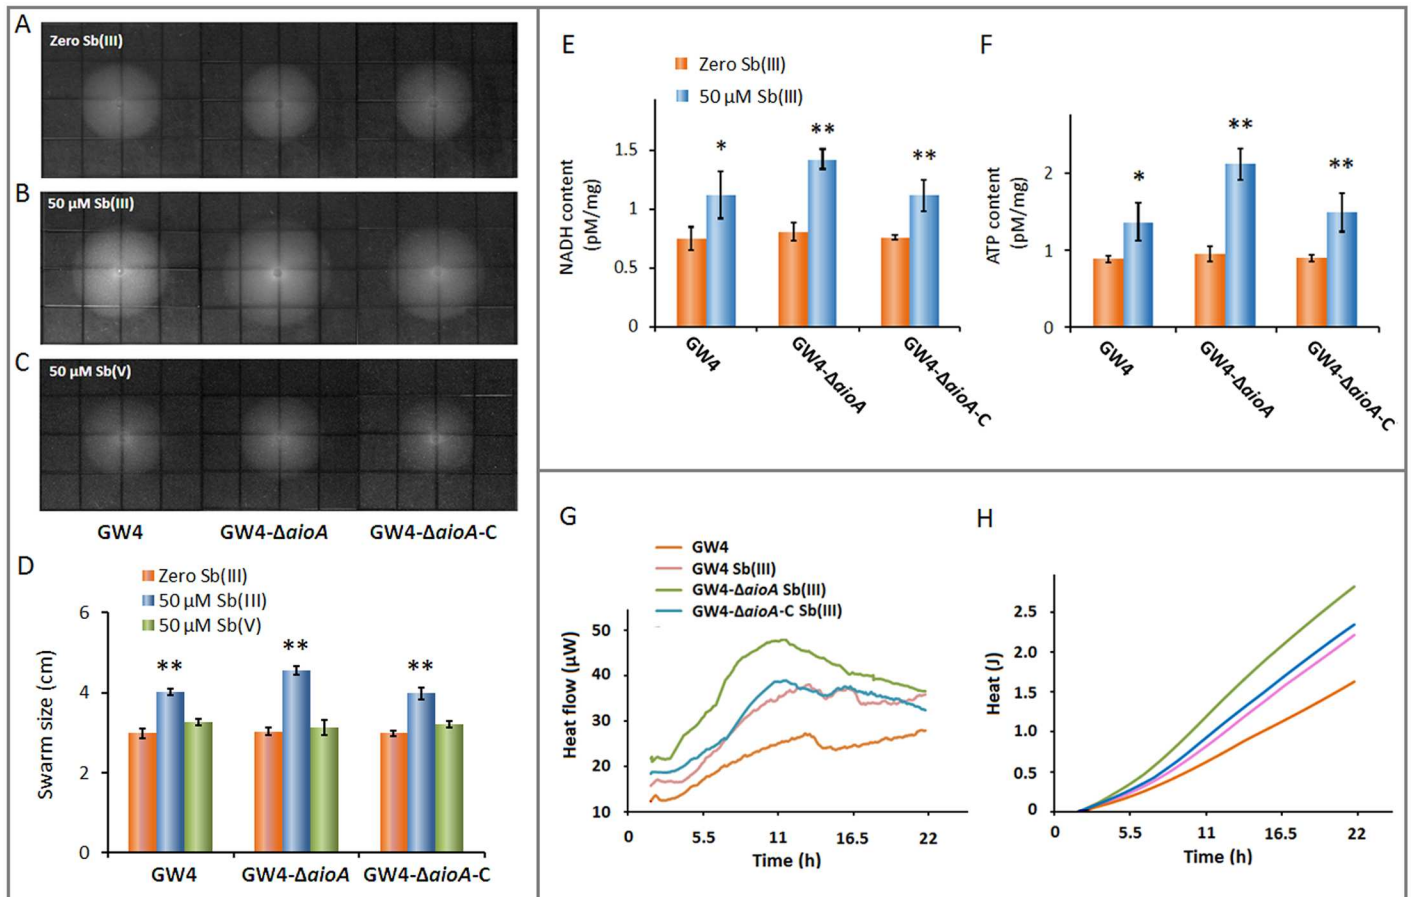 A
Zero Sb(III)
B
50 µM Sb(III)
C
50 µM Sb(V)
GW4 GW4-ΔaioA GW4-ΔaioA-C
D
Zero Sb(III)
50 µM Sb(III)
50 µM Sb(V)
Swarm size (cm)
6
4
2
0
** ** **
GW4 GW4-ΔaioA GW4-ΔaioA-C
E
Zero Sb(III)
50 µM Sb(III)
NADH content
(pM/mg)
1.5
1
0.5
0
* ** **
GW4
GW4-ΔaioA
GW4-ΔaioA-C
F
ATP content
(pM/mg)
2
1
0
* ** **
GW4
GW4-ΔaioA
GW4-ΔaioA-C
G
GW4
GW4 Sb(III)
GW4-ΔaioA Sb(III)
GW4-ΔaioA-C Sb(III)
Heat flow (µW)
50
40
30
20
10
0 5.5 11 16.5 22
Time (h)
H
Heat (J)
2.5
2.0
1.5
1.0
0.5
0
0 5.5 11 16.5 22
Time (h)